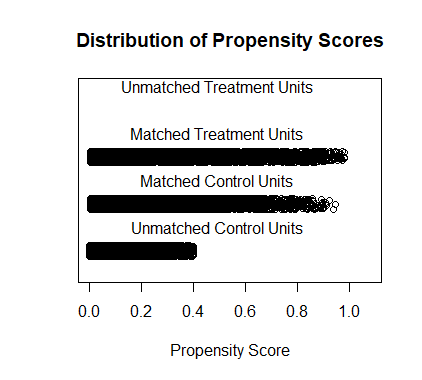 Distribution of Propensity Scores
Unmatched Treatment Units
Matched Treatment Units
Matched Control Units
Unmatched Control Units
0.0 0.2 0.4 0.6 0.8 1.0
Propensity Score